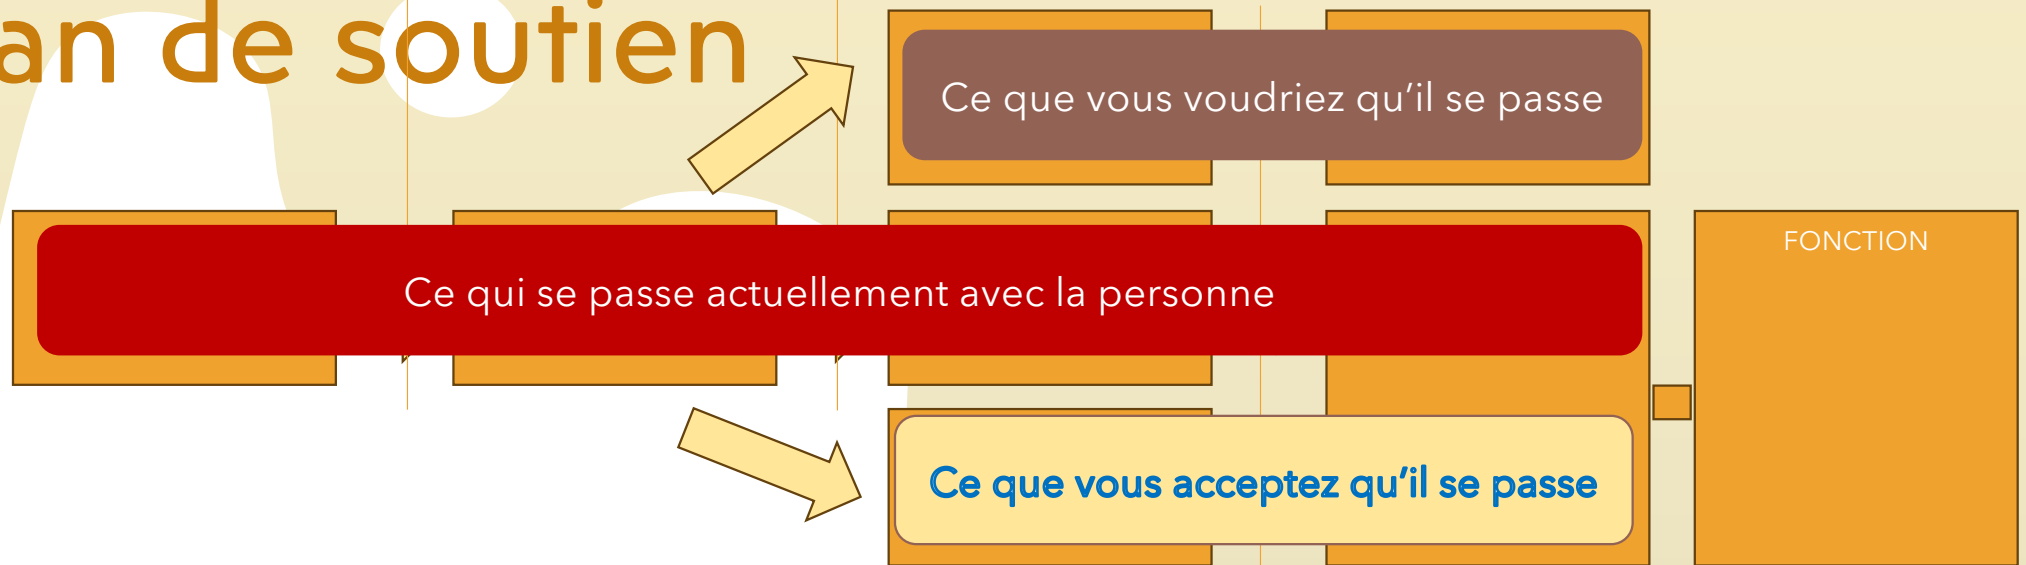 an de soutien
Ce que vous voudriez qu’il se passe
FONCTION
Ce qui se passe actuellement avec la personne
Ce que vous acceptez qu’il se passe